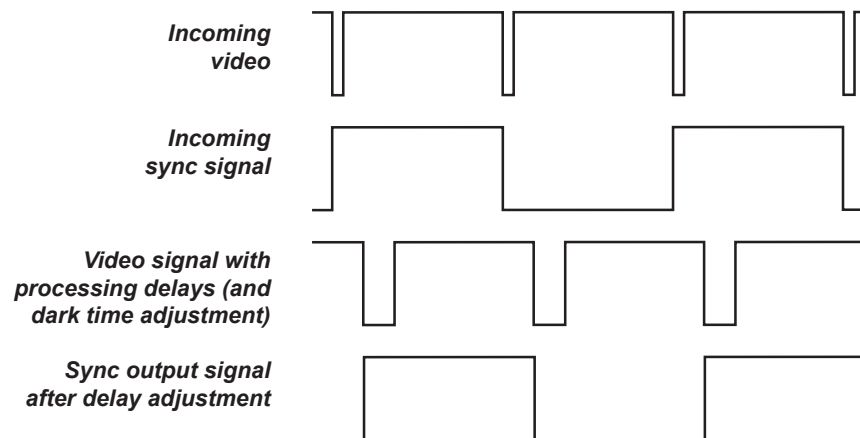 Incoming
video
Incoming
sync signal
Video signal with
processing delays (and
dark time adjustment)
Sync output signal
after delay adjustment